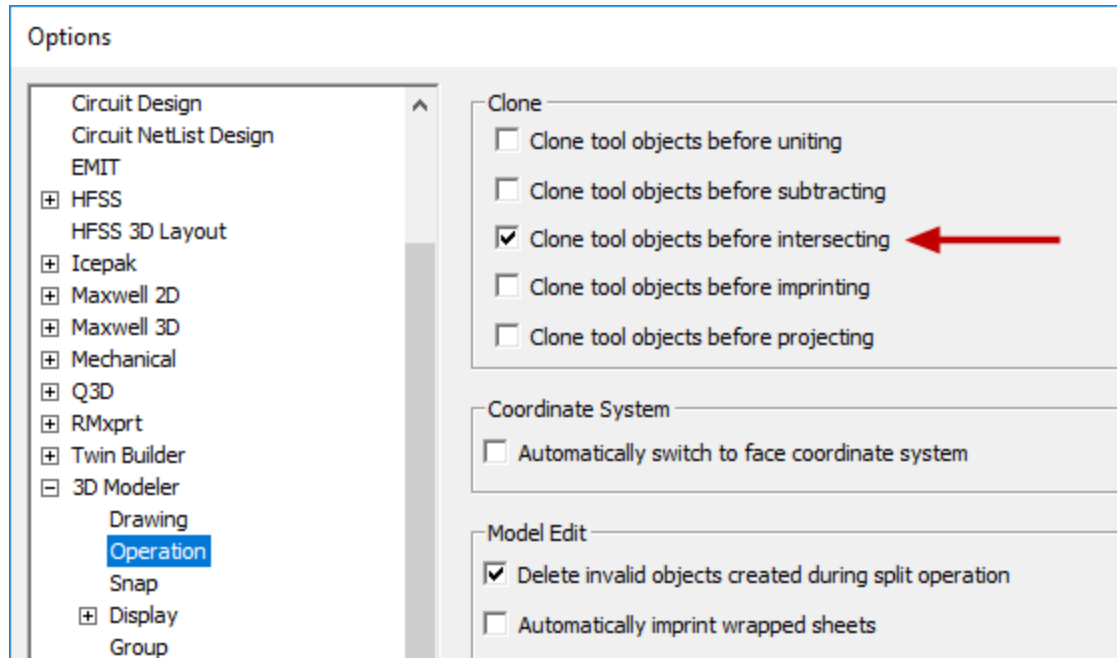 Options
Circuit Design
Circuit NetList Design
EMIT
HFSS
HFSS 3D Layout
Icepak
Maxwell 2D
Maxwell 3D
Mechanical
Q3D
RMxprt
Twin Builder
3D Modeler
Drawing
Operation
Snap
Display
Group
Clone
Clone tool objects before uniting
Clone tool objects before subtracting
Clone tool objects before intersecting
Clone tool objects before imprinting
Clone tool objects before projecting
Coordinate System
Automatically switch to face coordinate system
Model Edit
Delete invalid objects created during split operation
Automatically imprint wrapped sheets